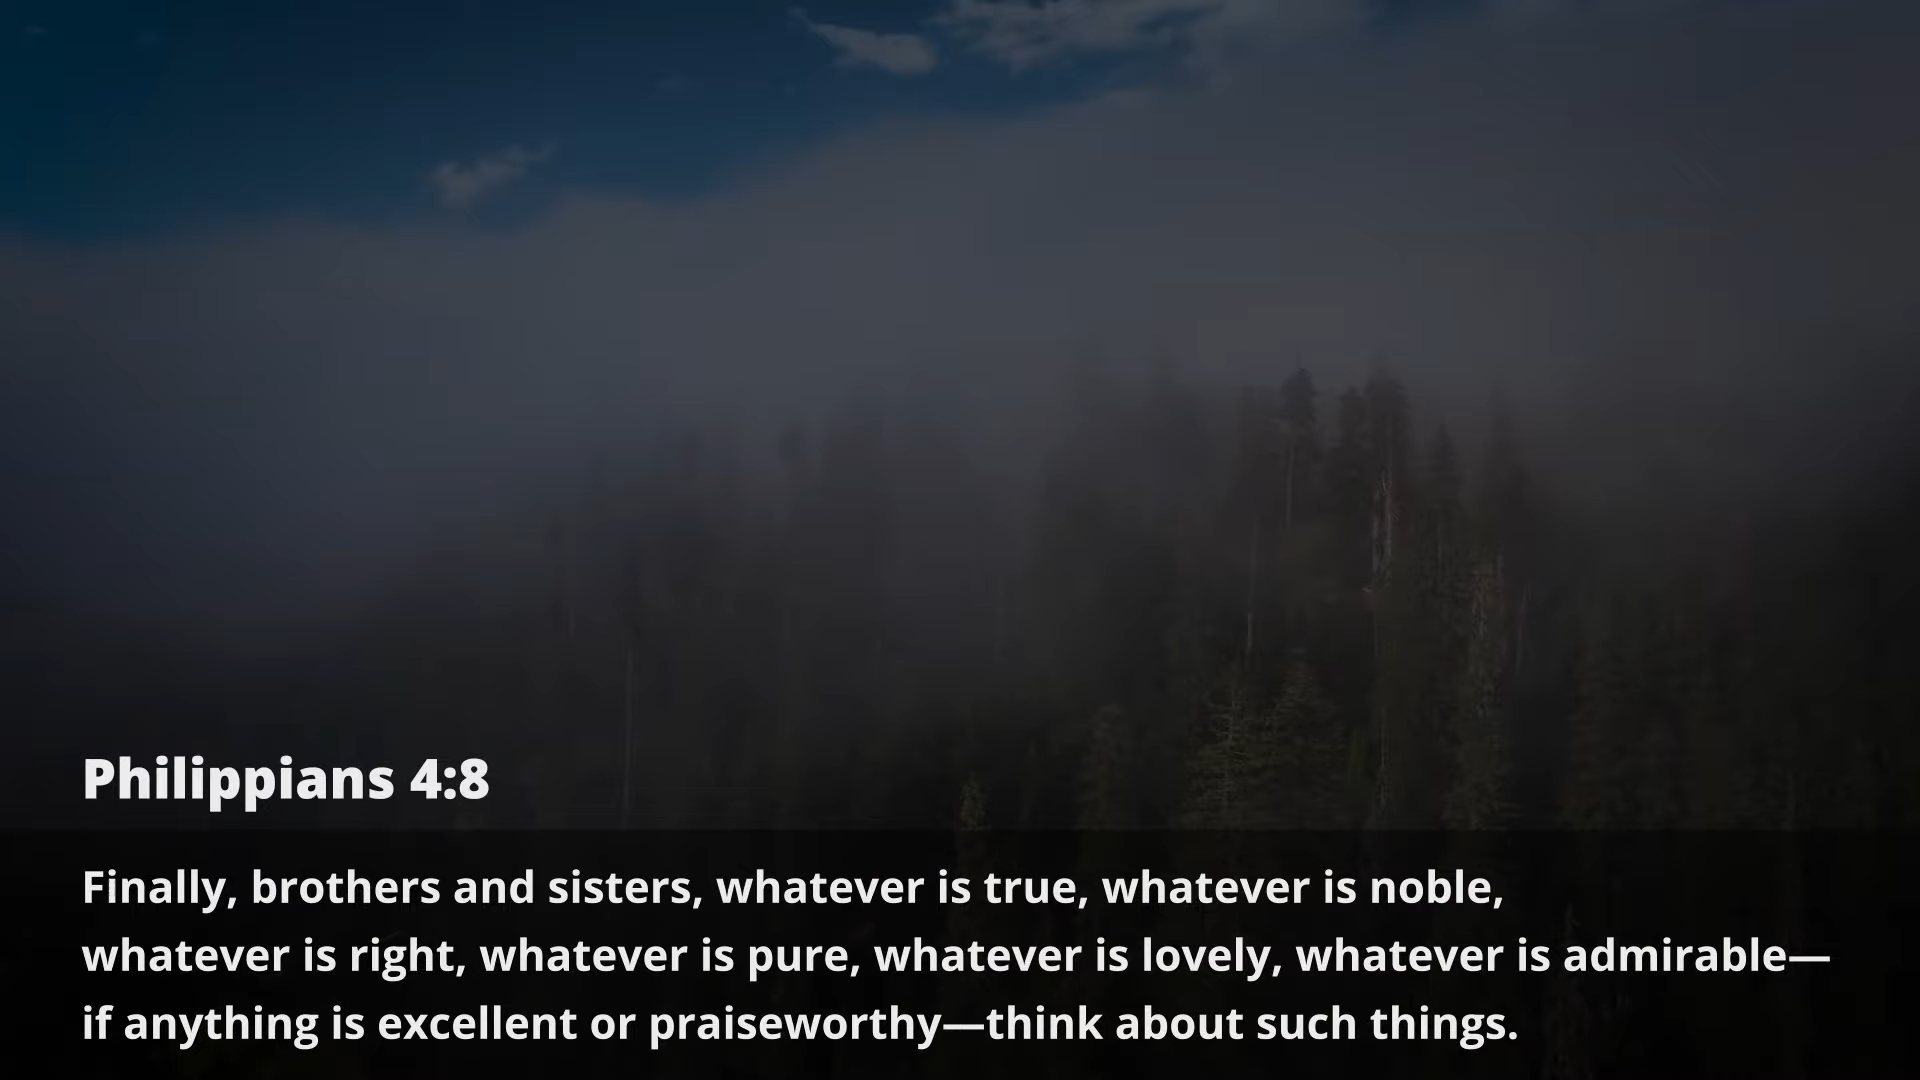 Philippians 4:8
Finally, brothers and sisters, whatever is true, whatever is noble,
whatever is right, whatever is pure, whatever is lovely, whatever is admirable—
if anything is excellent or praiseworthy—think about such things.